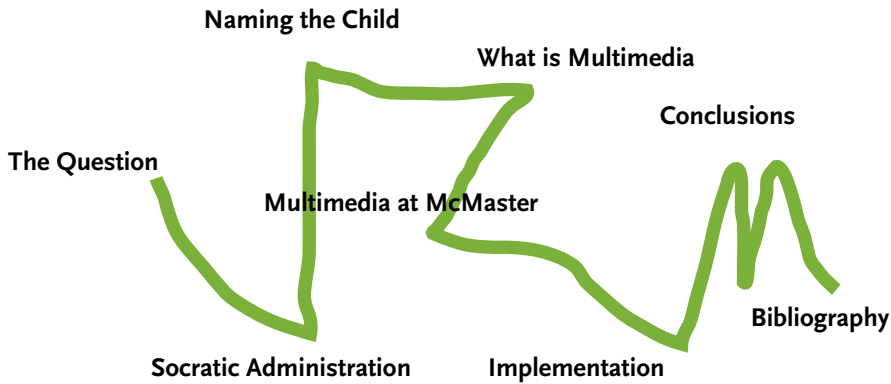 Naming the Child
What is Multimedia
Conclusions
The Question
Multimedia at McMaster
Bibliography
Socratic Administration
Implementation